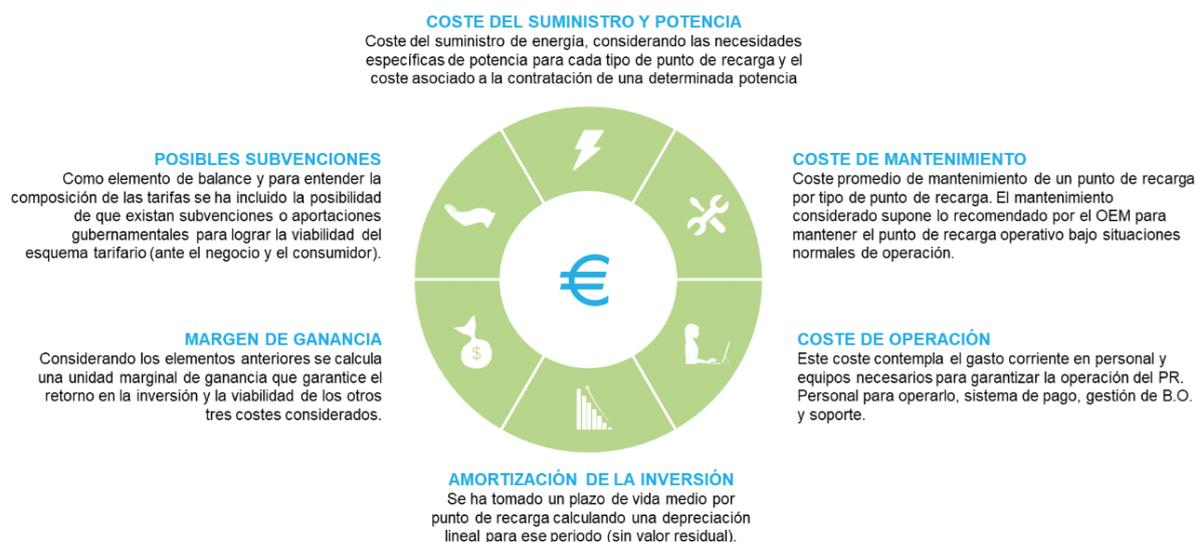 COSTE DEL SUMINISTRO Y POTENCIA
Coste del suministro de energía, considerando las necesidades
específicas de potencia para cada tipo de punto de recarga y el
coste asociado a la contratación de una determinada potencia
POSIBLES SUBVENCIONES
Como elemento de balance y para entender la
composición de las tarifas se ha incluido la posibilidad
de que existan subvenciones o aportaciones
gubernamentales para lograr la viabilidad del
esquema tarifario (ante el negocio y el consumidor).
COSTE DE MANTENIMIENTO
Coste promedio de mantenimiento de un punto de recarga
por tipo de punto de recarga. El mantenimiento
considerado supone lo recomendado por el OEM para
mantener el punto de recarga operativo bajo situaciones
normales de operación.
€
MARGEN DE GANANCIA
Considerando los elementos anteriores se calcula
una unidad marginal de ganancia que garantice el
retorno en la inversión y la viabilidad de los otros
tres costes considerados.
$
COSTE DE OPERACIÓN
Este coste contempla el gasto corriente en personal y
equipos necesarios para garantizar la operación del PR.
Personal para operarlo, sistema de pago, gestión de B.O.
y soporte.
AMORTIZACIÓN DE LA INVERSIÓN
Se ha tomado un plazo de vida medio por
punto de recarga calculando una depreciación
lineal para ese periodo (sin valor residual).